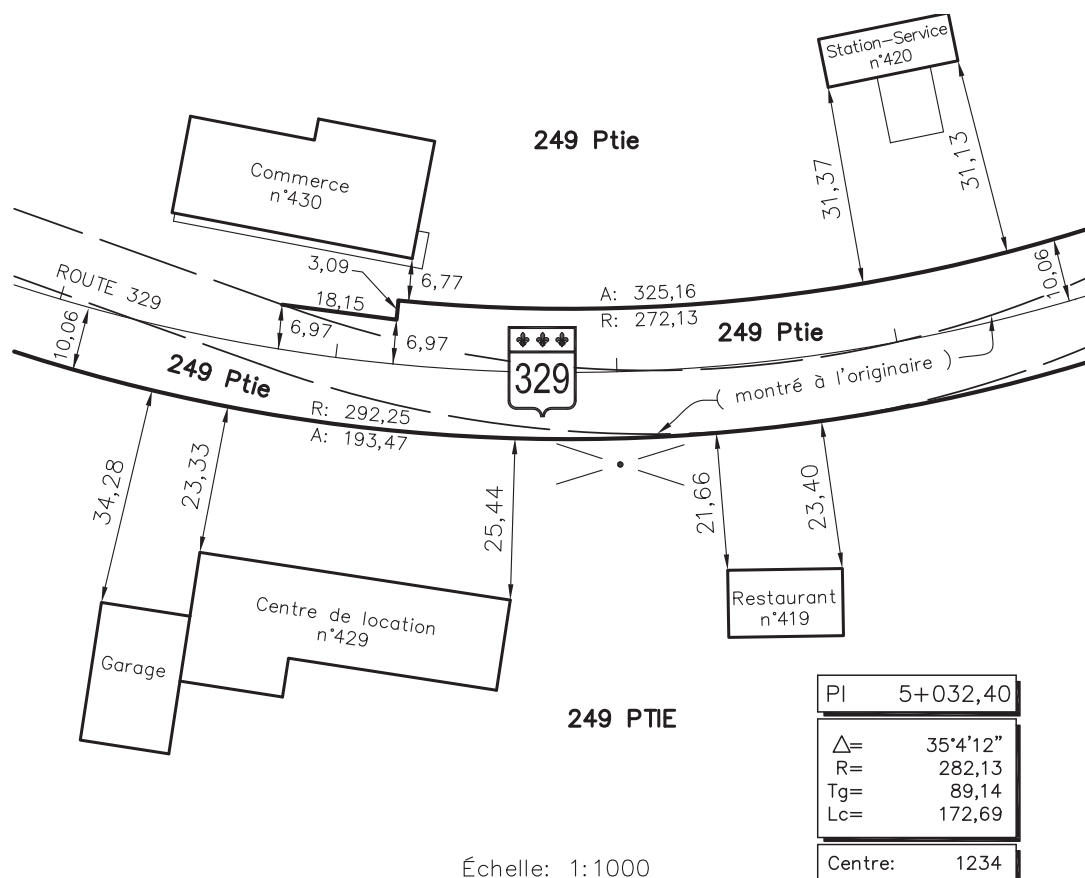 Station-Service
n°420
249 Ptie
Commerce
n°430
31,37
31,13
3,09
6,77
18,15
ROUTE 329
A: 325,16
R: 272,13
10,06
6,97
6,97
249 Ptie
10,06
329
249 Ptie
( montré à l'originaire )
R: 292,25
A: 193,47
34,28
23,33
25,44
21,66
23,40
Centre de location
n°429
Restaurant
n°419
Garage
249 PTIE
PI 5+032,40
△= 35°4'12"
R= 282,13
Tg= 89,14
Lc= 172,69
Centre: 1234
Échelle: 1:1000